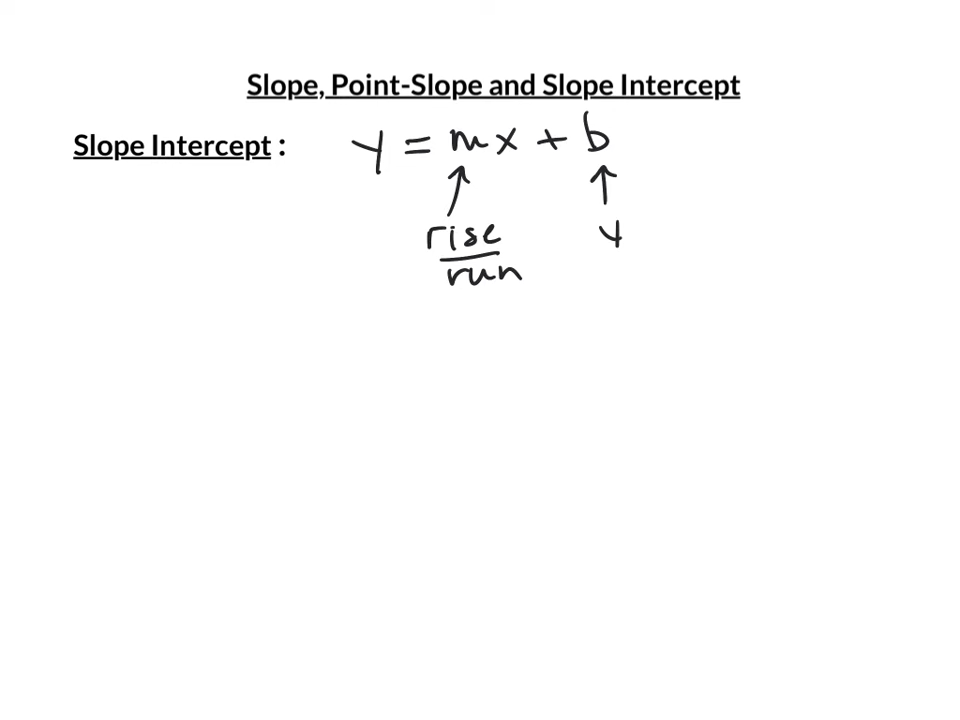 Slope, Point-Slope and Slope Intercept
Slope Intercept : y = mx + b
rise y
run